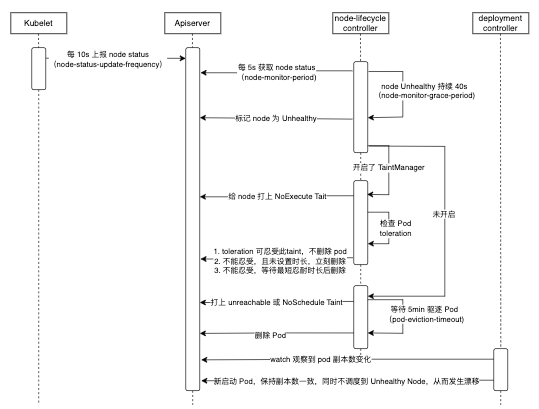 Kubelet
Apiserver
node-lifecycle
controller
deployment
controller
每 10s 上报 node status
(node-status-update-frequency)
每 5s 获取 node status
(node-monitor-period)
node Unhealthy 持续 40s
(node-monitor-grace-period)
标记 node 为 Unhealthy
开启了 TaintManager
给 node 打上 NoExecute Tait
未开启
检查 Pod
toleration
1. toleration 可忍受此taint，不删除 pod
2. 不能忍受，且未设置时长，立刻删除
3. 不能忍受，等待最短忍耐时长后删除
打上 unreachable 或 NoSchedule Taint
等待 5min 驱逐 Pod
(pod-eviction-timeout)
删除 Pod
watch 观察到 pod 副本数变化
新启动 Pod，保持副本数一致，同时不调度到 Unhealthy Node，从而发生漂移